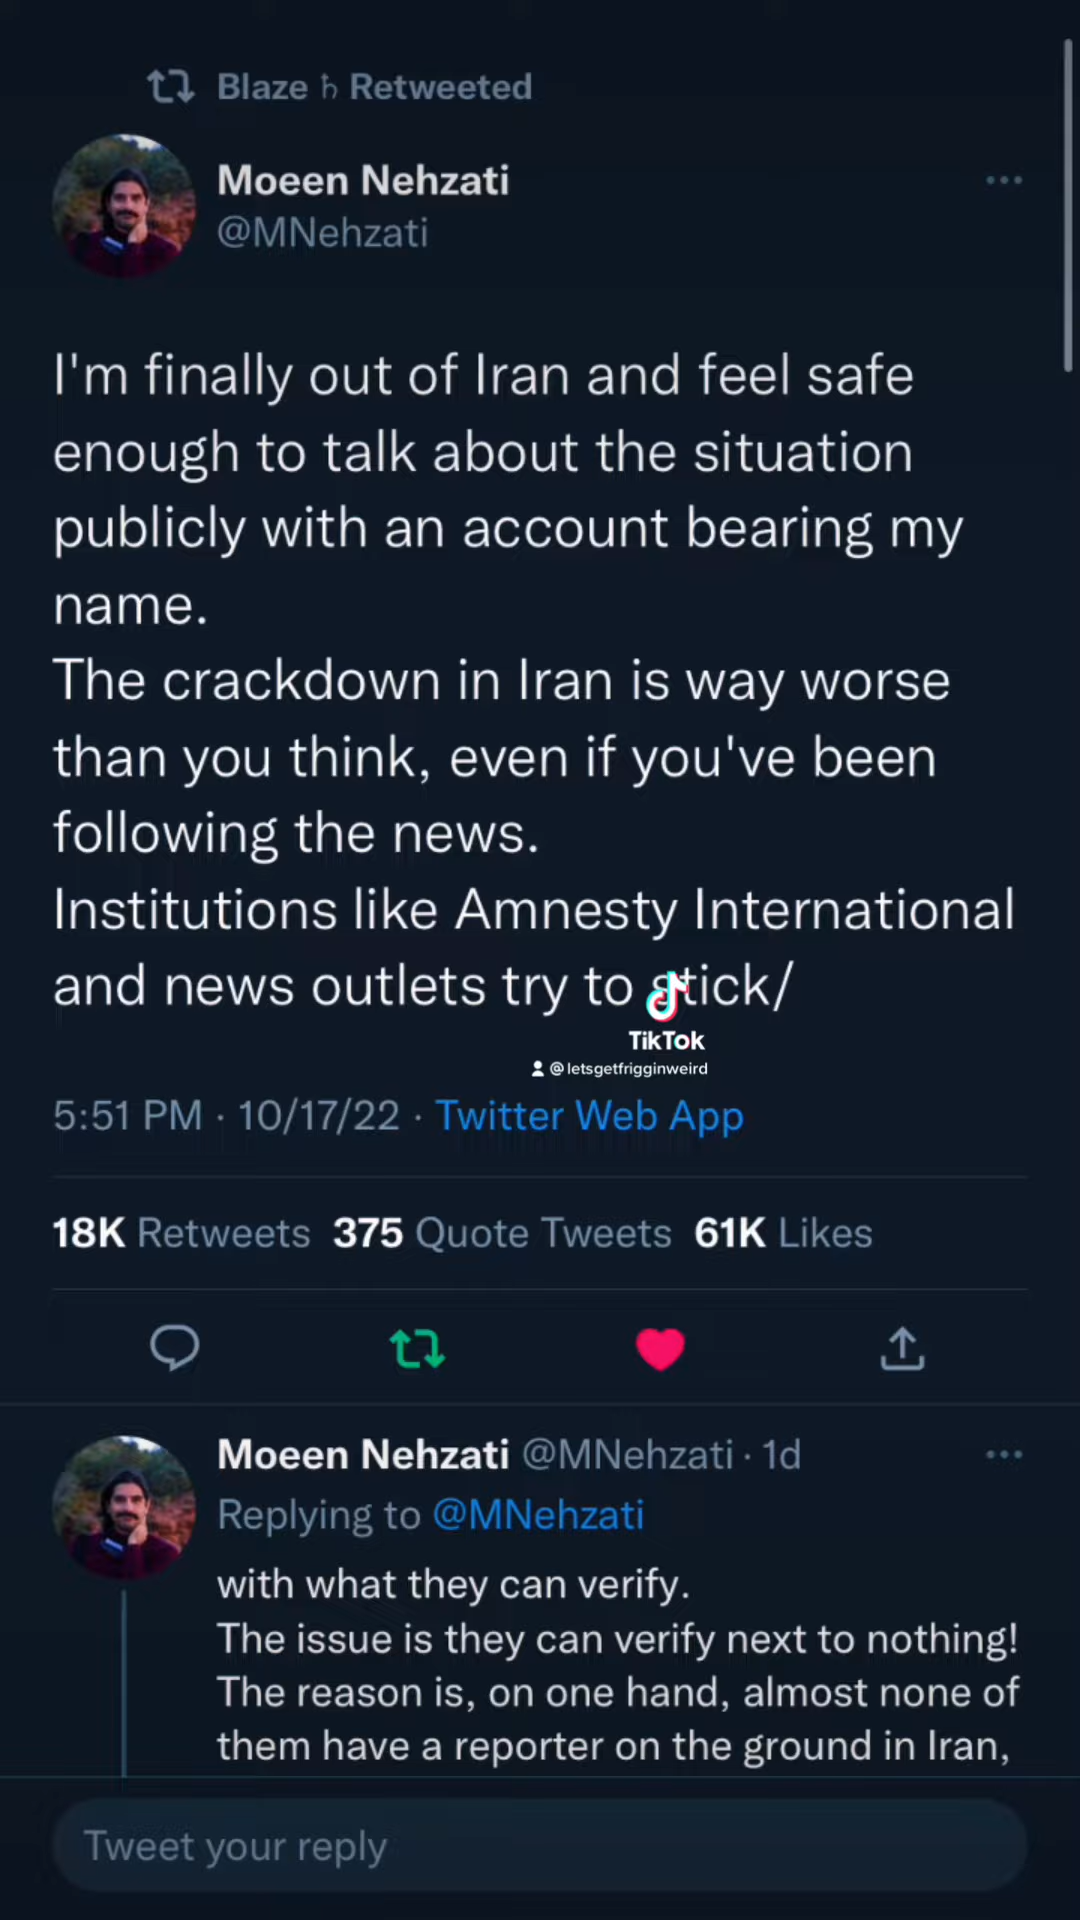 Blaze ♄ Retweeted
Moeen Nehzati
@MNehzati
I'm finally out of Iran and feel safe
enough to talk about the situation
publicly with an account bearing my
name.
The crackdown in Iran is way worse
than you think, even if you've been
following the news.
Institutions like Amnesty International
and news outlets try to stick/
TikTok
@letsgetfrigginweird
5:51 PM · 10/17/22 · Twitter Web App
18K Retweets 375 Quote Tweets 61K Likes
Moeen Nehzati @MNehzati · 1d
Replying to @MNehzati
with what they can verify.
The issue is they can verify next to nothing!
The reason is, on one hand, almost none of
them have a reporter on the ground in Iran,
Tweet your reply